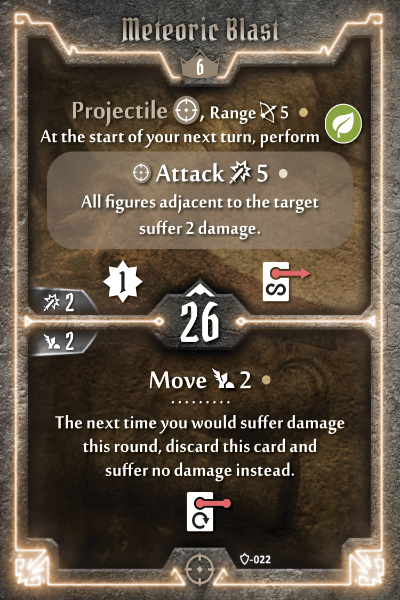 Meteoric Blast
6
Projectile , Range 5
At the start of your next turn, perform
Attack 5
All figures adjacent to the target
suffer 2 damage.
1
2
26
2
Move 2
The next time you would suffer damage
this round, discard this card and
suffer no damage instead.
-022